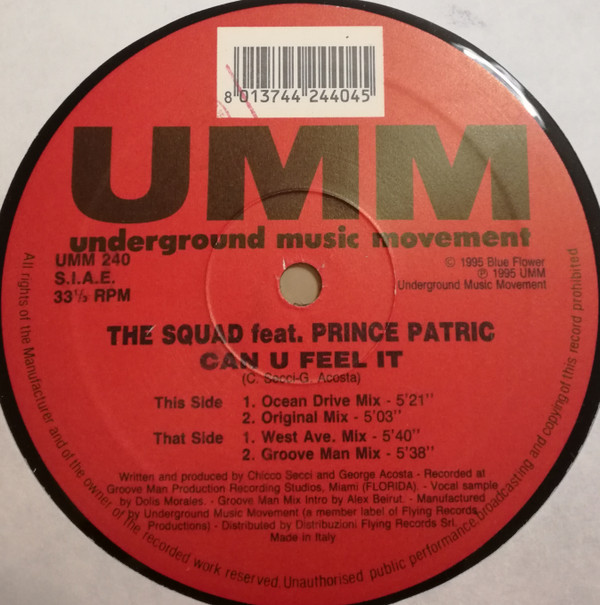 8 013744 244045
UMM
underground music movement
UMM 240
S.I.A.E.
33⅓ RPM
© 1995 Blue Flower
℗ 1995 UMM
Underground Music Movement
THE SQUAD feat. PRINCE PATRIC
CAN U FEEL IT
(C. Secci-G. Acosta)
This Side 1. Ocean Drive Mix - 5'21''
2. Original Mix - 5'03''
That Side 1. West Ave. Mix - 5'40''
2. Groove Man Mix - 5'38''
Written and produced by Chicco Secci and George Acosta - Recorded at
Groove Man Production Recording Studios, Miami (FLORIDA). - Vocel sample
by Dolis Morales. - Groove Man Mix Intro by Alex Beirut. - Manufactured
by Underground Music Movement (a member label of Flying Records
Productions) - Distributed by Distribuzioni Flying Records Srl.
Made in Italy
All rights of the Manufacturer and of the owner of the recorded work reserved. Unauthorised public performance, broadcasting and copying of this record prohibited